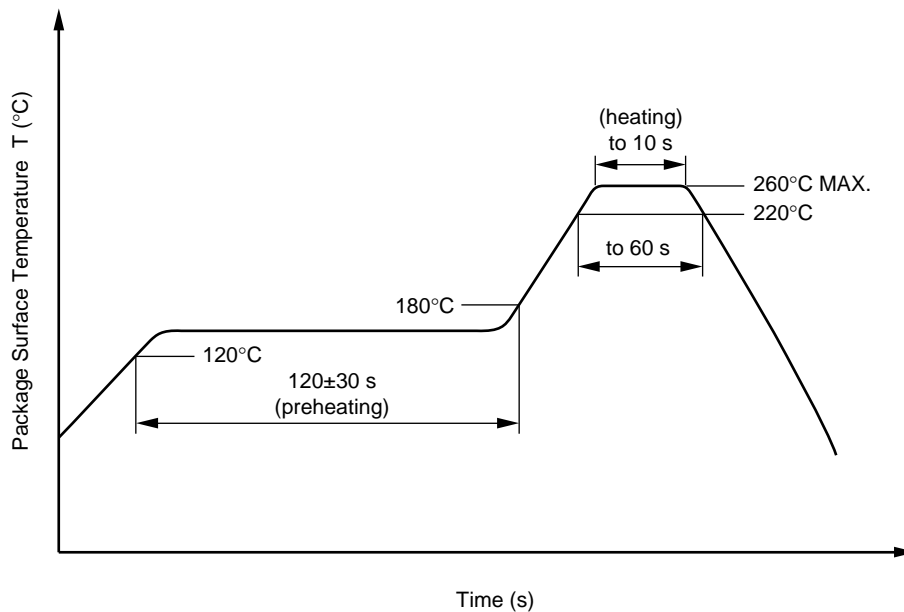 (heating)
to 10 s
260°C MAX.
220°C
to 60 s
180°C
120°C
120±30 s
(preheating)
Package Surface Temperature T (°C)
Time (s)